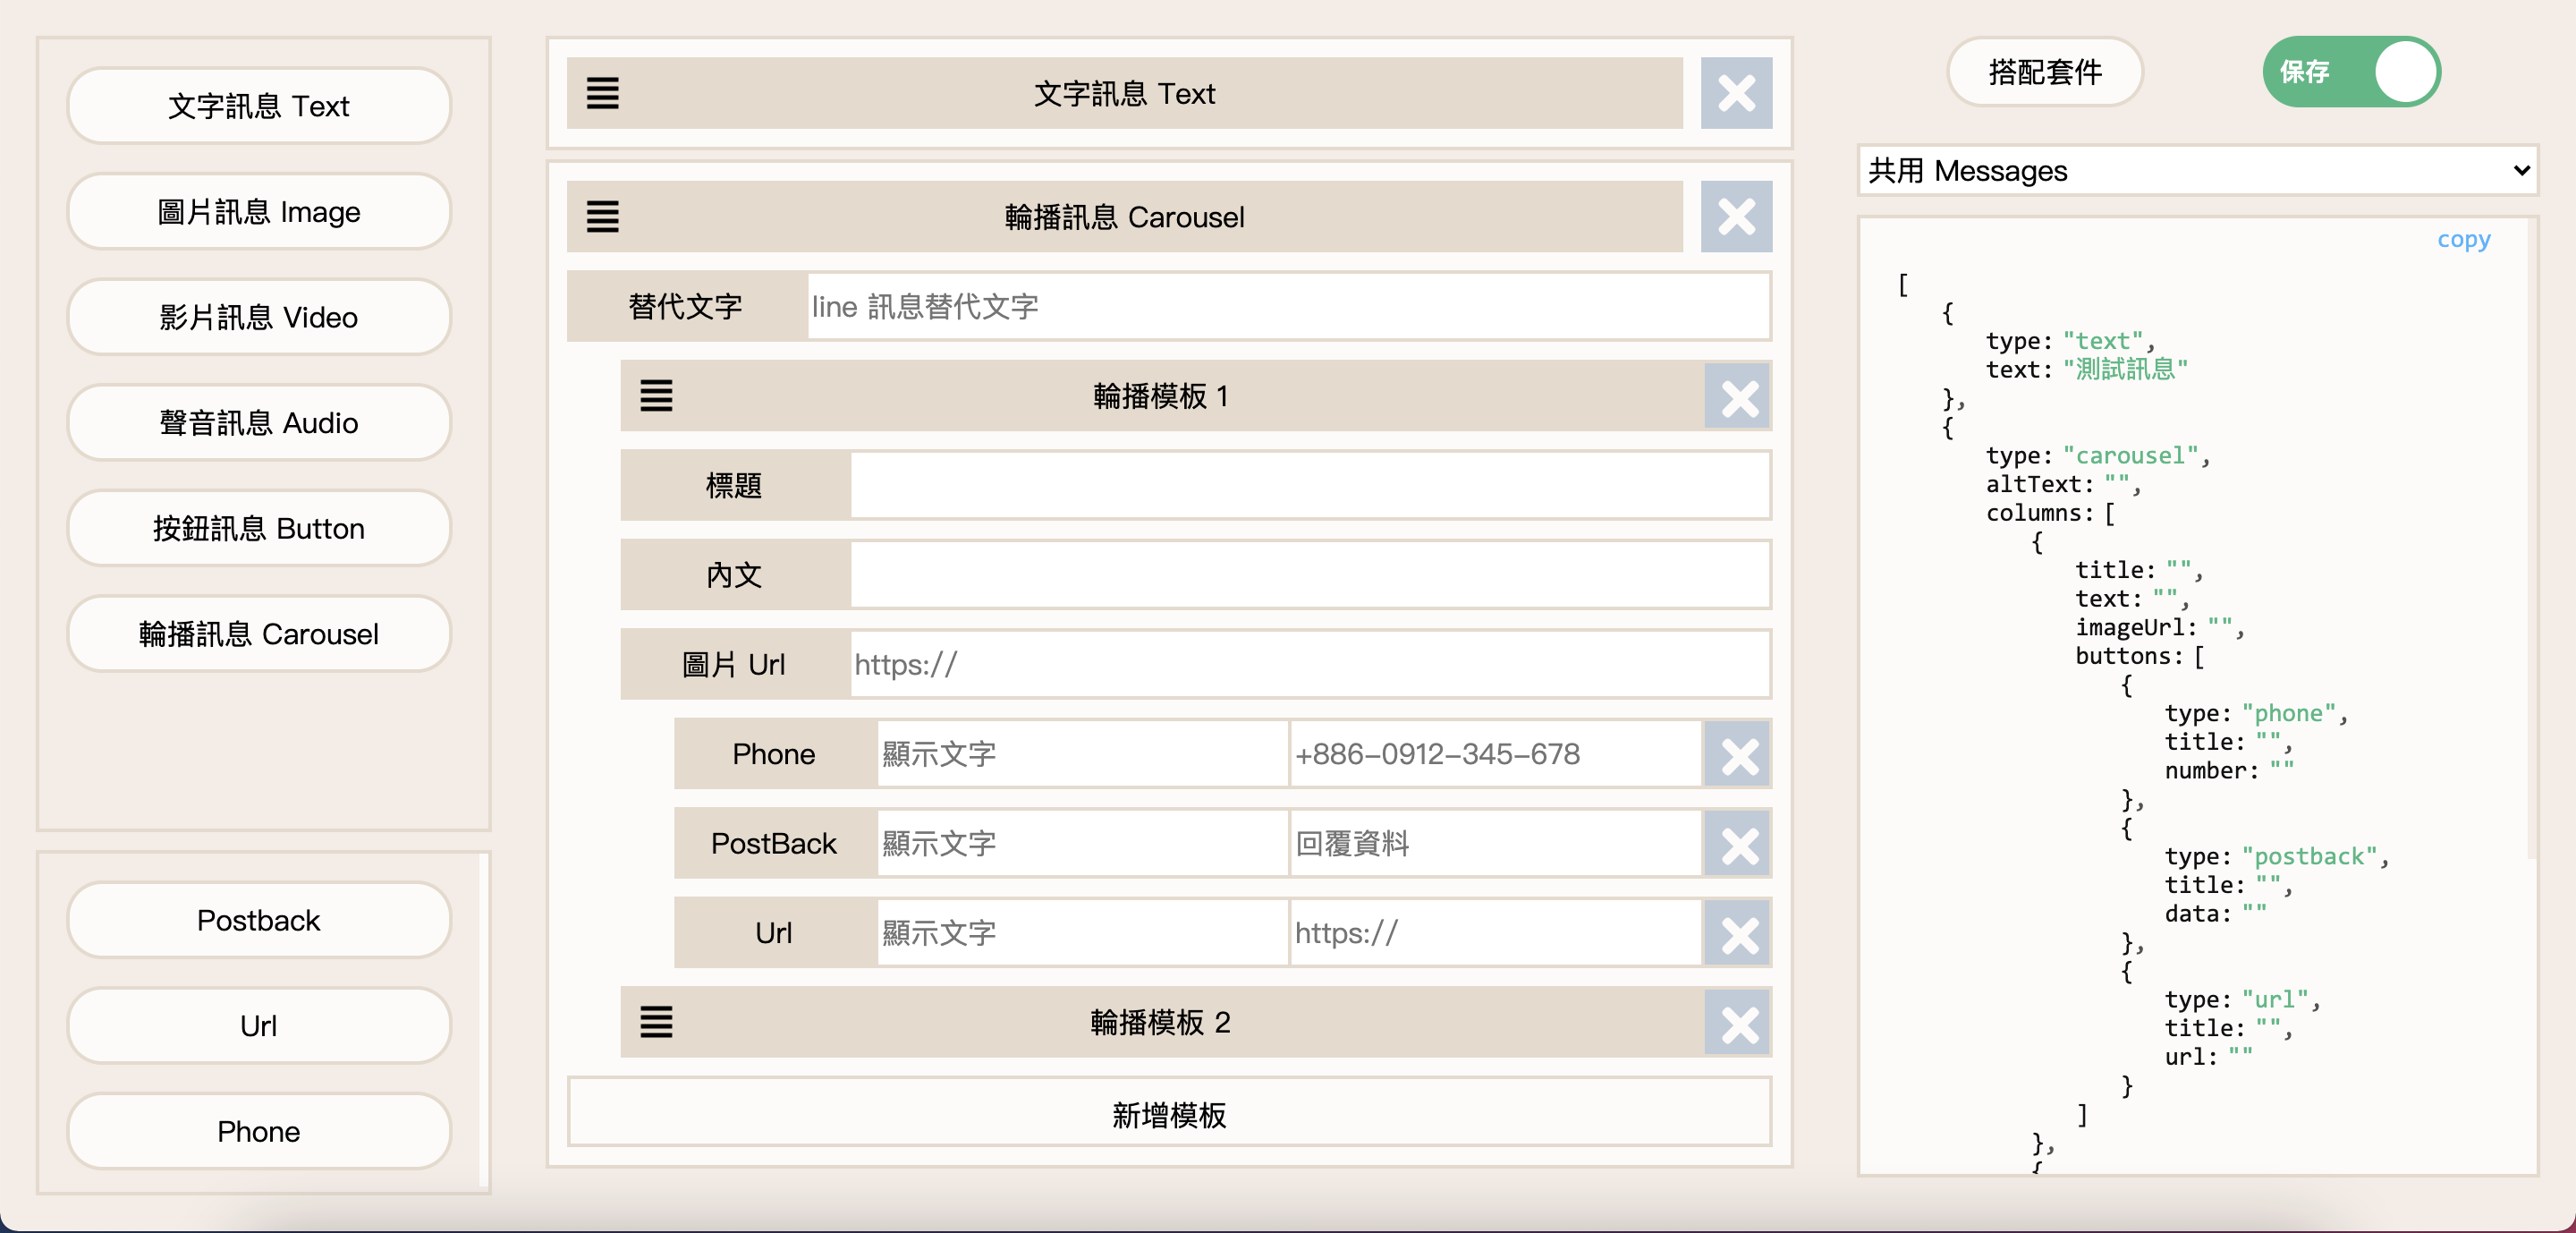 文字訊息 Text
圖片訊息 Image
影片訊息 Video
聲音訊息 Audio
按鈕訊息 Button
輪播訊息 Carousel
Postback
Url
Phone
文字訊息 Text
輪播訊息 Carousel
替代文字 line 訊息替代文字
輪播模板 1
標題
內文
圖片 Url https://
Phone 顯示文字 +886-0912-345-678
PostBack 顯示文字 回覆資料
Url 顯示文字 https://
輪播模板 2
新增模板
搭配套件 保存
共用 Messages
copy
[
{
type: "text",
text: "測試訊息"
},
{
type: "carousel",
altText: "",
columns: [
{
title: "",
text: "",
imageUrl: "",
buttons: [
{
type: "phone",
title: "",
number: ""
},
{
type: "postback",
title: "",
data: ""
},
{
type: "url",
title: "",
url: ""
}
]
},
{